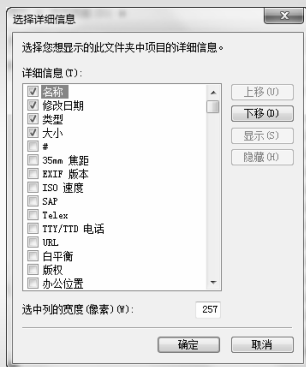 选择详细信息
选择您想显示的此文件夹中项目的详细信息。
详细信息(T):
名称
修改日期
类型
大小
#
35mm 焦距
EXIF 版本
ISO 速度
SAP
Telex
TTY/TTD 电话
URL
白平衡
版权
办公位置
上移(U)
下移(D)
显示(S)
隐藏(H)
选中列的宽度(像素)(W):
257
确定
取消